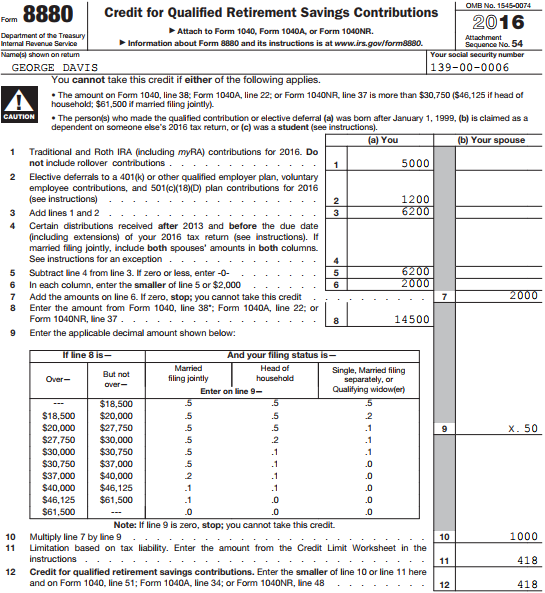 Form 8880
Department of the Treasury
Internal Revenue Service
Credit for Qualified Retirement Savings Contributions
▶ Attach to Form 1040, Form 1040A, or Form 1040NR.
▶ Information about Form 8880 and its instructions is at www.irs.gov/form8880.
OMB No. 1545-0074
2016
Attachment
Sequence No. 54
Name(s) shown on return
GEORGE DAVIS
Your social security number
139-00-0006
CAUTION
You cannot take this credit if either of the following applies.
• The amount on Form 1040, line 38; Form 1040A, line 22; or Form 1040NR, line 37 is more than $30,750 ($46,125 if head of
household; $61,500 if married filing jointly).
• The person(s) who made the qualified contribution or elective deferral (a) was born after January 1, 1999, (b) is claimed as a
dependent on someone else's 2016 tax return, or (c) was a student (see instructions).
(a) You (b) Your spouse
1 Traditional and Roth IRA (including myRA) contributions for 2016. Do
not include rollover contributions . . . . . . . . . . . . . 1 5000
2 Elective deferrals to a 401(k) or other qualified employer plan, voluntary
employee contributions, and 501(c)(18)(D) plan contributions for 2016
(see instructions) . . . . . . . . . . . . . . . . . 2 1200
3 Add lines 1 and 2 . . . . . . . . . . . . . . . . . 3 6200
4 Certain distributions received after 2013 and before the due date
(including extensions) of your 2016 tax return (see instructions). If
married filing jointly, include both spouses' amounts in both columns.
See instructions for an exception . . . . . . . . . . . . . 4
5 Subtract line 4 from line 3. If zero or less, enter -0- . . . . . . . 5 6200
6 In each column, enter the smaller of line 5 or $2,000 . . . . . . 6 2000
7 Add the amounts on line 6. If zero, stop; you cannot take this credit . . . . . . . . . . 7 2000
8 Enter the amount from Form 1040, line 38*; Form 1040A, line 22; or
Form 1040NR, line 37 . . . . . . . . . . . . . . . . 8 14500
9 Enter the applicable decimal amount shown below:
If line 8 is— And your filing status is—
Over— But not
over— Married
filing jointly Head of
household Single, Married filing
separately, or
Qualifying widow(er)
Enter on line 9—
--- $18,500 .5 .5 .5
$18,500 $20,000 .5 .5 .2
$20,000 $27,750 .5 .5 .1
$27,750 $30,000 .5 .2 .1
$30,000 $30,750 .5 .1 .1
$30,750 $37,000 .5 .1 .0
$37,000 $40,000 .2 .1 .0
$40,000 $46,125 .1 .1 .0
$46,125 $61,500 .1 .0 .0
$61,500 --- .0 .0 .0
9 X.50
Note: If line 9 is zero, stop; you cannot take this credit.
10 Multiply line 7 by line 9 . . . . . . . . . . . . . . . . . . . . . . . 10 1000
11 Limitation based on tax liability. Enter the amount from the Credit Limit Worksheet in the
instructions . . . . . . . . . . . . . . . . . . . . . . . . . . 11 418
12 Credit for qualified retirement savings contributions. Enter the smaller of line 10 or line 11 here
and on Form 1040, line 51; Form 1040A, line 34; or Form 1040NR, line 48 . . . . . . . . 12 418